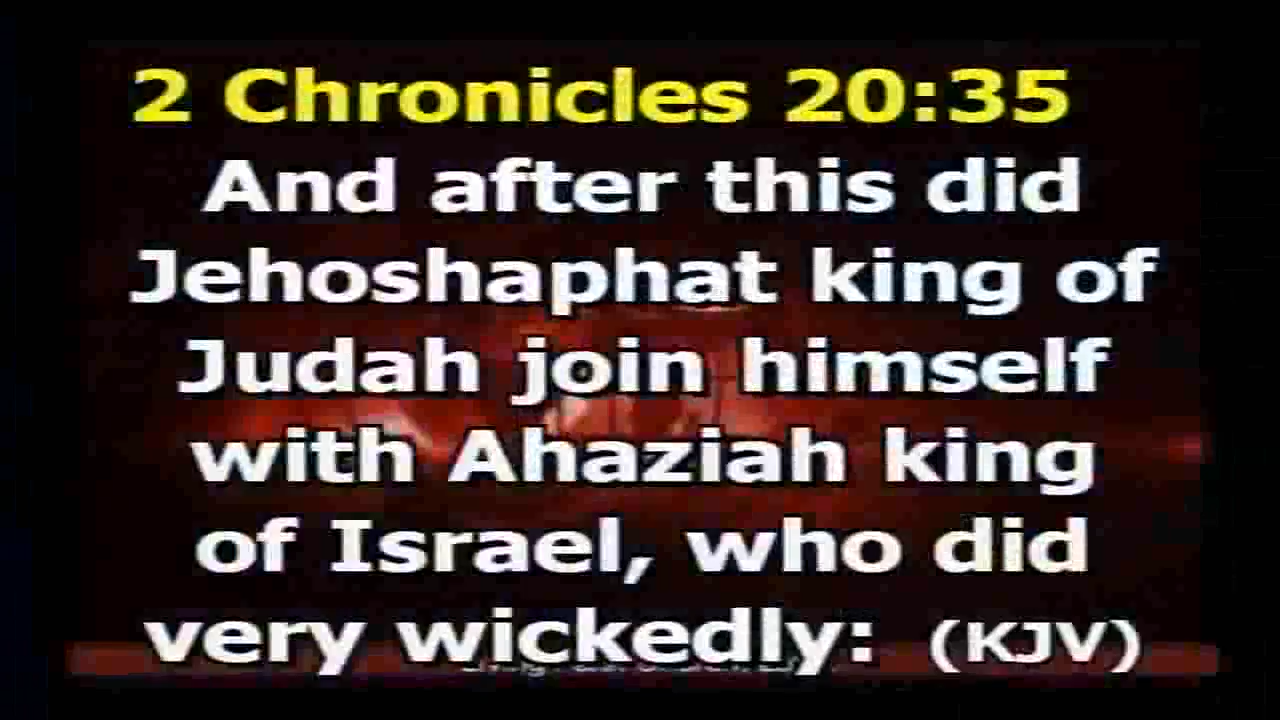 2 Chronicles 20:35
And after this did
Jehoshaphat king of
Judah join himself
with Ahaziah king
of Israel, who did
very wickedly: (KJV)